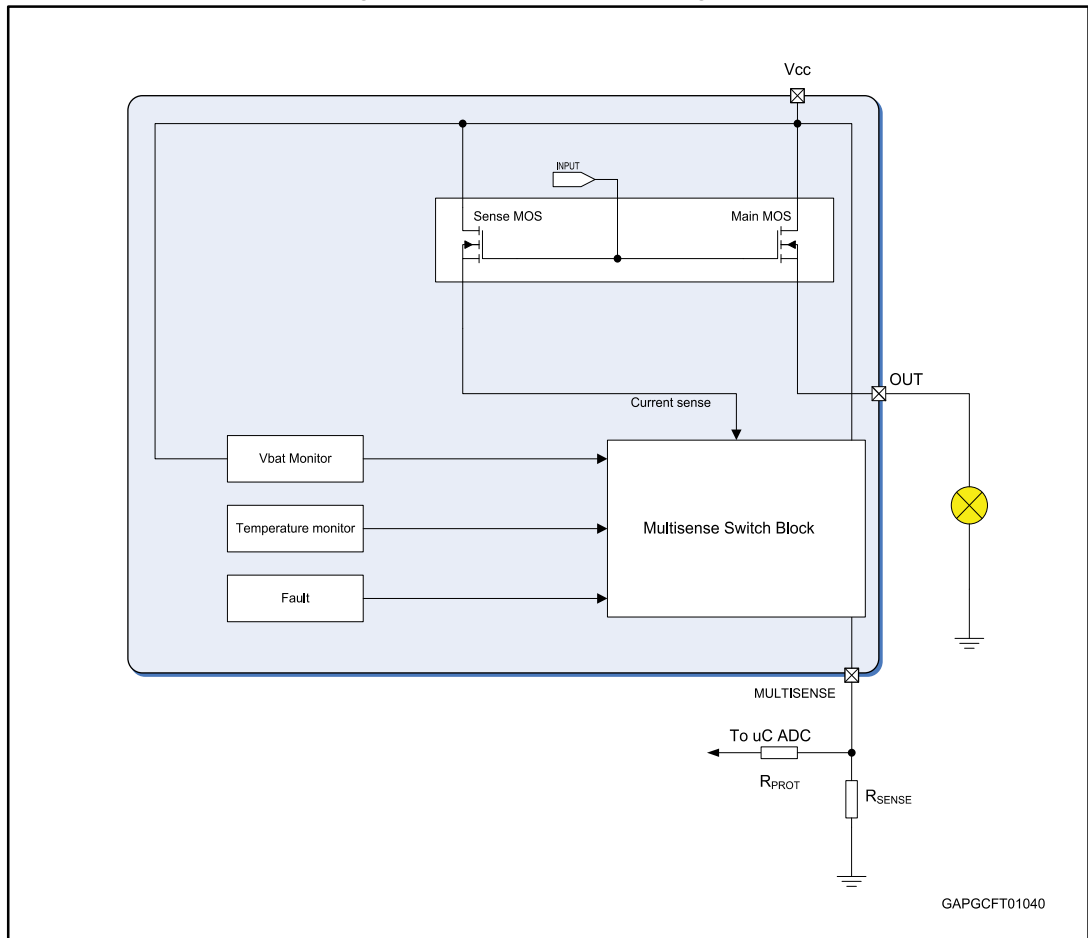 Vcc
INPUT
Sense MOS
Main MOS
OUT
Current sense
Vbat Monitor
Temperature monitor
Multisense Switch Block
Fault
MULTISENSE
To uC ADC
RPROT
RSENSE
GAPGCFT01040